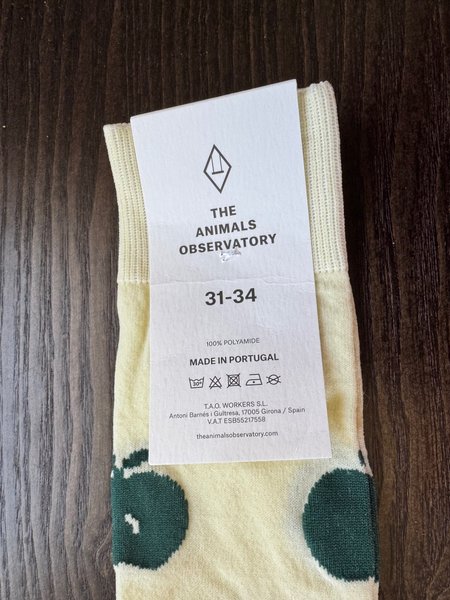 THE
ANIMALS
OBSERVATORY
31-34
100% POLYAMIDE
MADE IN PORTUGAL
T.A.O. WORKERS S.L.
Antoni Barnés i Gultresa, 17005 Girona / Spain
V.A.T ESB55217558
theanimalsobservatory.com